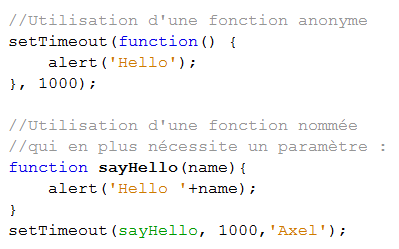 //Utilisation d'une fonction anonyme
setTimeout(function() {
    alert('Hello');
}, 1000);

//Utilisation d'une fonction nommée
//qui en plus nécessite un paramètre :
function sayHello(name){
    alert('Hello '+name);
}
setTimeout(sayHello, 1000,'Axel');